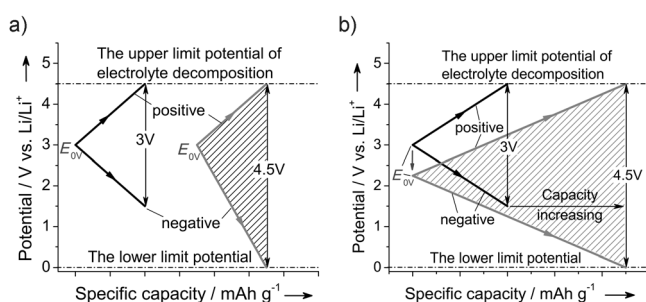 a)
The upper limit potential of
electrolyte decomposition
5
4
3
2
1
0
Potential / V vs. Li/Li⁺
positive
E0V
3V
E0V
4.5V
negative
The lower limit potential
Specific capacity / mAh g⁻¹
b)
The upper limit potential of
electrolyte decomposition
5
4
3
2
1
0
Potential / V vs. Li/Li⁺
positive
3V
E0V
4.5V
Capacity
increasing
negative
The lower limit potential
Specific capacity / mAh g⁻¹